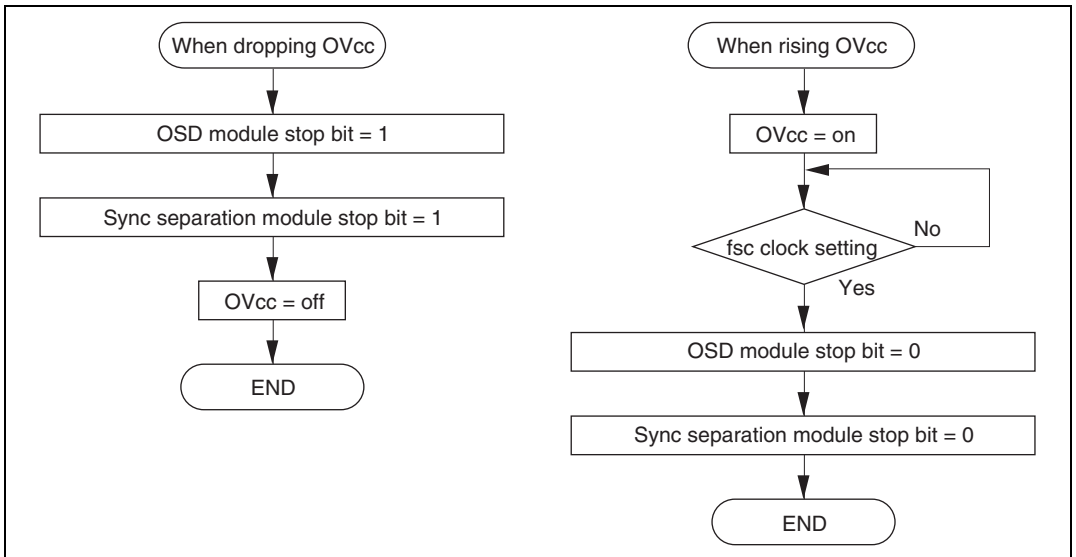 When dropping OVcc
OSD module stop bit = 1
Sync separation module stop bit = 1
OVcc = off
END
When rising OVcc
OVcc = on
fsc clock setting
No
Yes
OSD module stop bit = 0
Sync separation module stop bit = 0
END